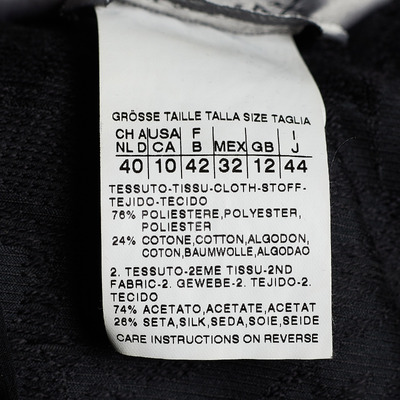 GRÖSSE TAILLE TALLA SIZE TAGLIA
CH A USA F I
NL D CA B MEX GB J
40 10 42 32 12 44
TESSUTO-TISSU-CLOTH-STOFF-
TEJIDO-TECIDO
76% POLIESTERE,POLYESTER,
POLIESTER
24% COTONE,COTTON,ALGODON,
COTON,BAUMWOLLE,ALGODAO
2. TESSUTO-2EME TISSU-2ND
FABRIC-2. GEWEBE-2. TEJIDO-2.
TECIDO
74% ACETATO,ACETATE,ACETAT
26% SETA,SILK,SEDA,SOIE,SEIDE
CARE INSTRUCTIONS ON REVERSE